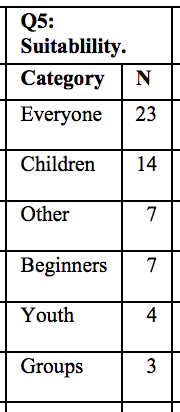 Q5:
Suitablility.
Category N
Everyone 23
Children 14
Other 7
Beginners 7
Youth 4
Groups 3